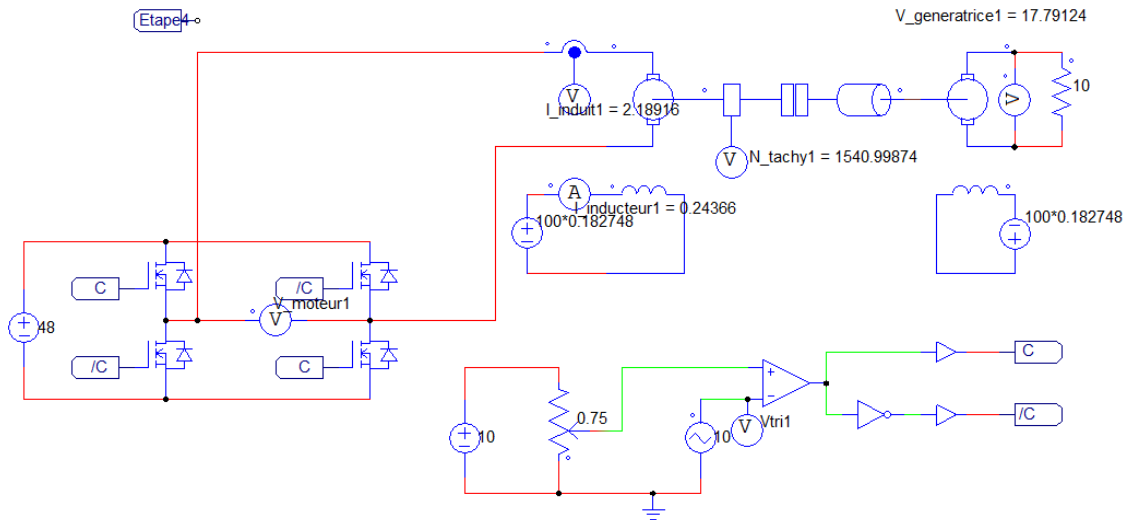 Etape4
V_generatrice1 = 17.79124
V
I_induit1 = 2.18916
V
10
V
N_tachy1 = 1540.99874
A
I_inducteur1 = 0.24366
100*0.182748
100*0.182748
C
/C
V_moteur1
V
48
/C
C
C
0.75
10
10
V
Vtri1
/C